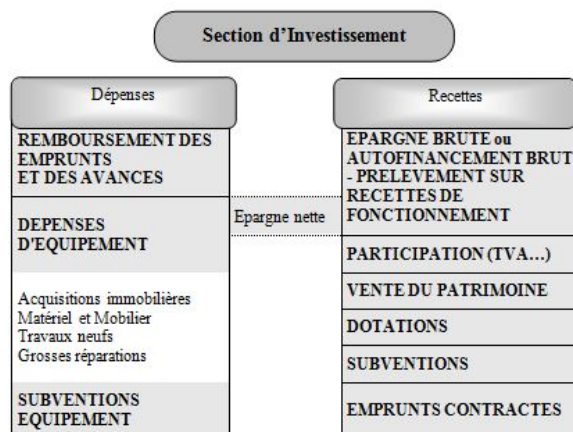 Section d'Investissement
Dépenses
REMBOURSEMENT DES
EMPRUNTS
ET DES AVANCES
DEPENSES
D'EQUIPEMENT
Acquisitions immobilières
Matériel et Mobilier
Travaux neufs
Grosses réparations
SUBVENTIONS
EQUIPEMENT
Epargne nette
Recettes
EPARGNE BRUTE ou
AUTOFINANCEMENT BRUT
- PRELEVEMENT SUR
RECETTES DE
FONCTIONNEMENT
PARTICIPATION (TVA...)
VENTE DU PATRIMOINE
DOTATIONS
SUBVENTIONS
EMPRUNTS CONTRACTES